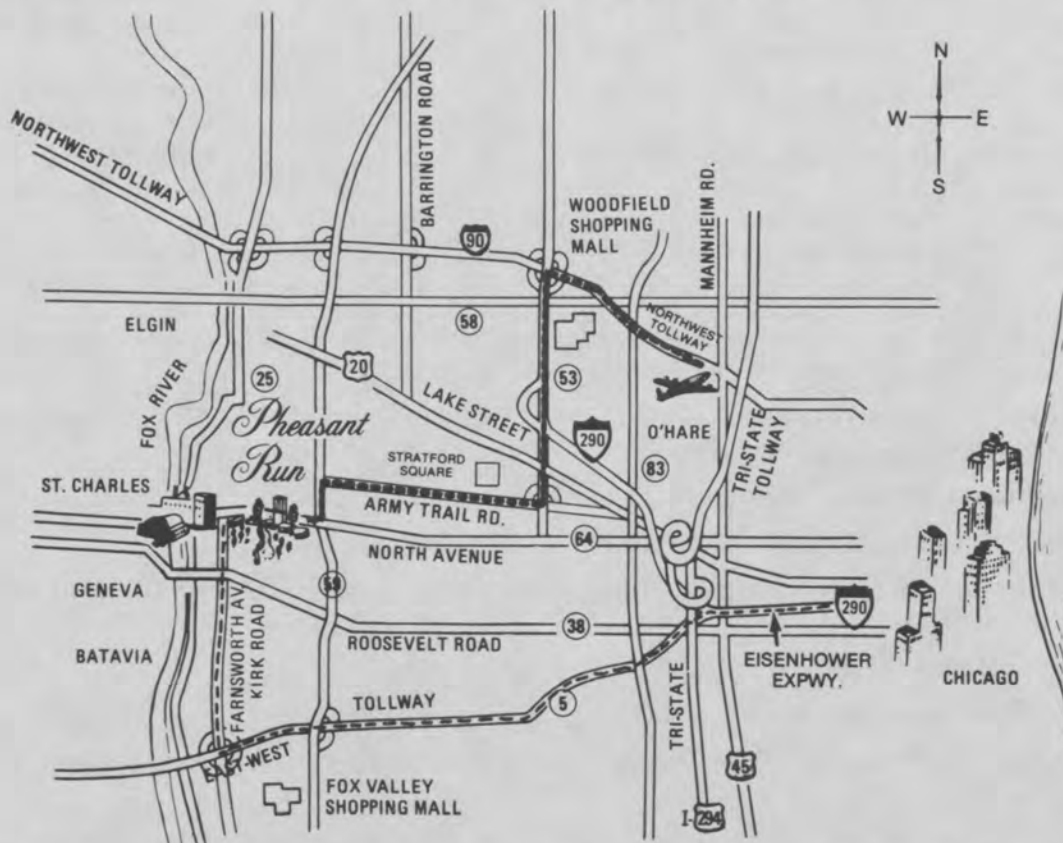 N
W E
S
NORTHWEST TOLLWAY
BARRINGTON ROAD
90
WOODFIELD
SHOPPING
MALL
MANNHEIM RD.
ELGIN
58
NORTHWEST
TOLLWAY
20
25
53
FOX RIVER
Pheasant
Run
LAKE STREET
290
O'HARE
TRI-STATE
TOLLWAY
STRATFORD
SQUARE
83
ST. CHARLES
ARMY TRAIL RD.
NORTH AVENUE
64
GENEVA
59
FARNSWORTH AV.
KIRK ROAD
290
BATAVIA
ROOSEVELT ROAD
38
EISENHOWER
EXPWY.
CHICAGO
TOLLWAY
5
TRI-STATE
EAST-WEST
45
FOX VALLEY
SHOPPING MALL
I-294